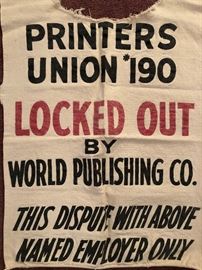 PRINTERS
UNION #190
LOCKED OUT
BY
WORLD PUBLISHING CO.
THIS DISPUTE WITH ABOVE
NAMED EMPLOYER ONLY